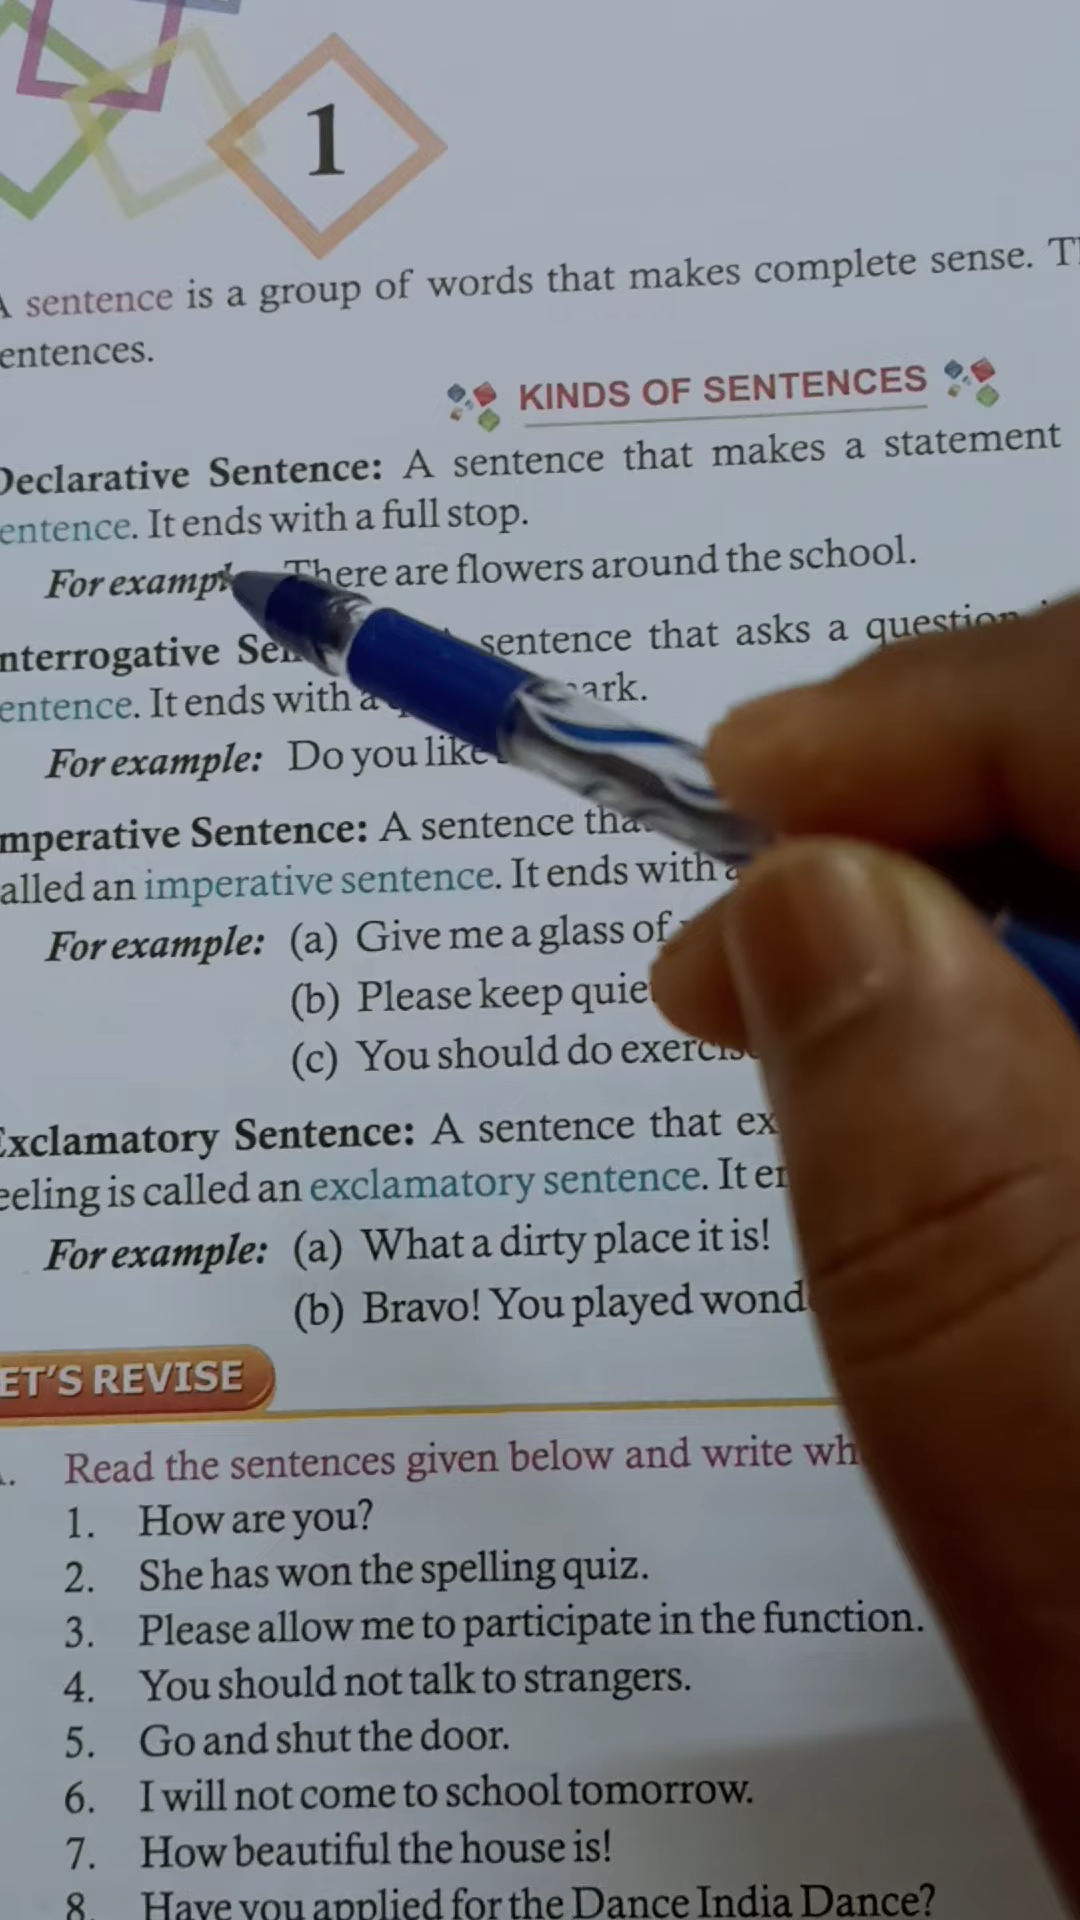 1
A sentence is a group of words that makes complete sense.
entences.
KINDS OF SENTENCES
Declarative Sentence: A sentence that makes a statement
entence. It ends with a full stop.
For example There are flowers around the school.
nterrogative sentence that asks a question
entence. It ends with a
For example: Do you like
mperative Sentence: A sentence
alled an imperative sentence. It ends with
For example: (a) Give me a glass of
(b) Please keep
(c) You should do
Exclamatory Sentence: A sentence that
eeling is called an exclamatory sentence. It
For example: (a) What a dirty place it is!
(b) Bravo! You played
ET'S REVISE
Read the sentences given below and write
1. How are you?
2. She has won the spelling quiz.
3. Please allow me to participate in the function.
4. You should not talk to strangers.
5. Go and shut the door.
6. I will not come to school tomorrow.
7. How beautiful the house is!
8. Have you applied for the Dance India Dance?